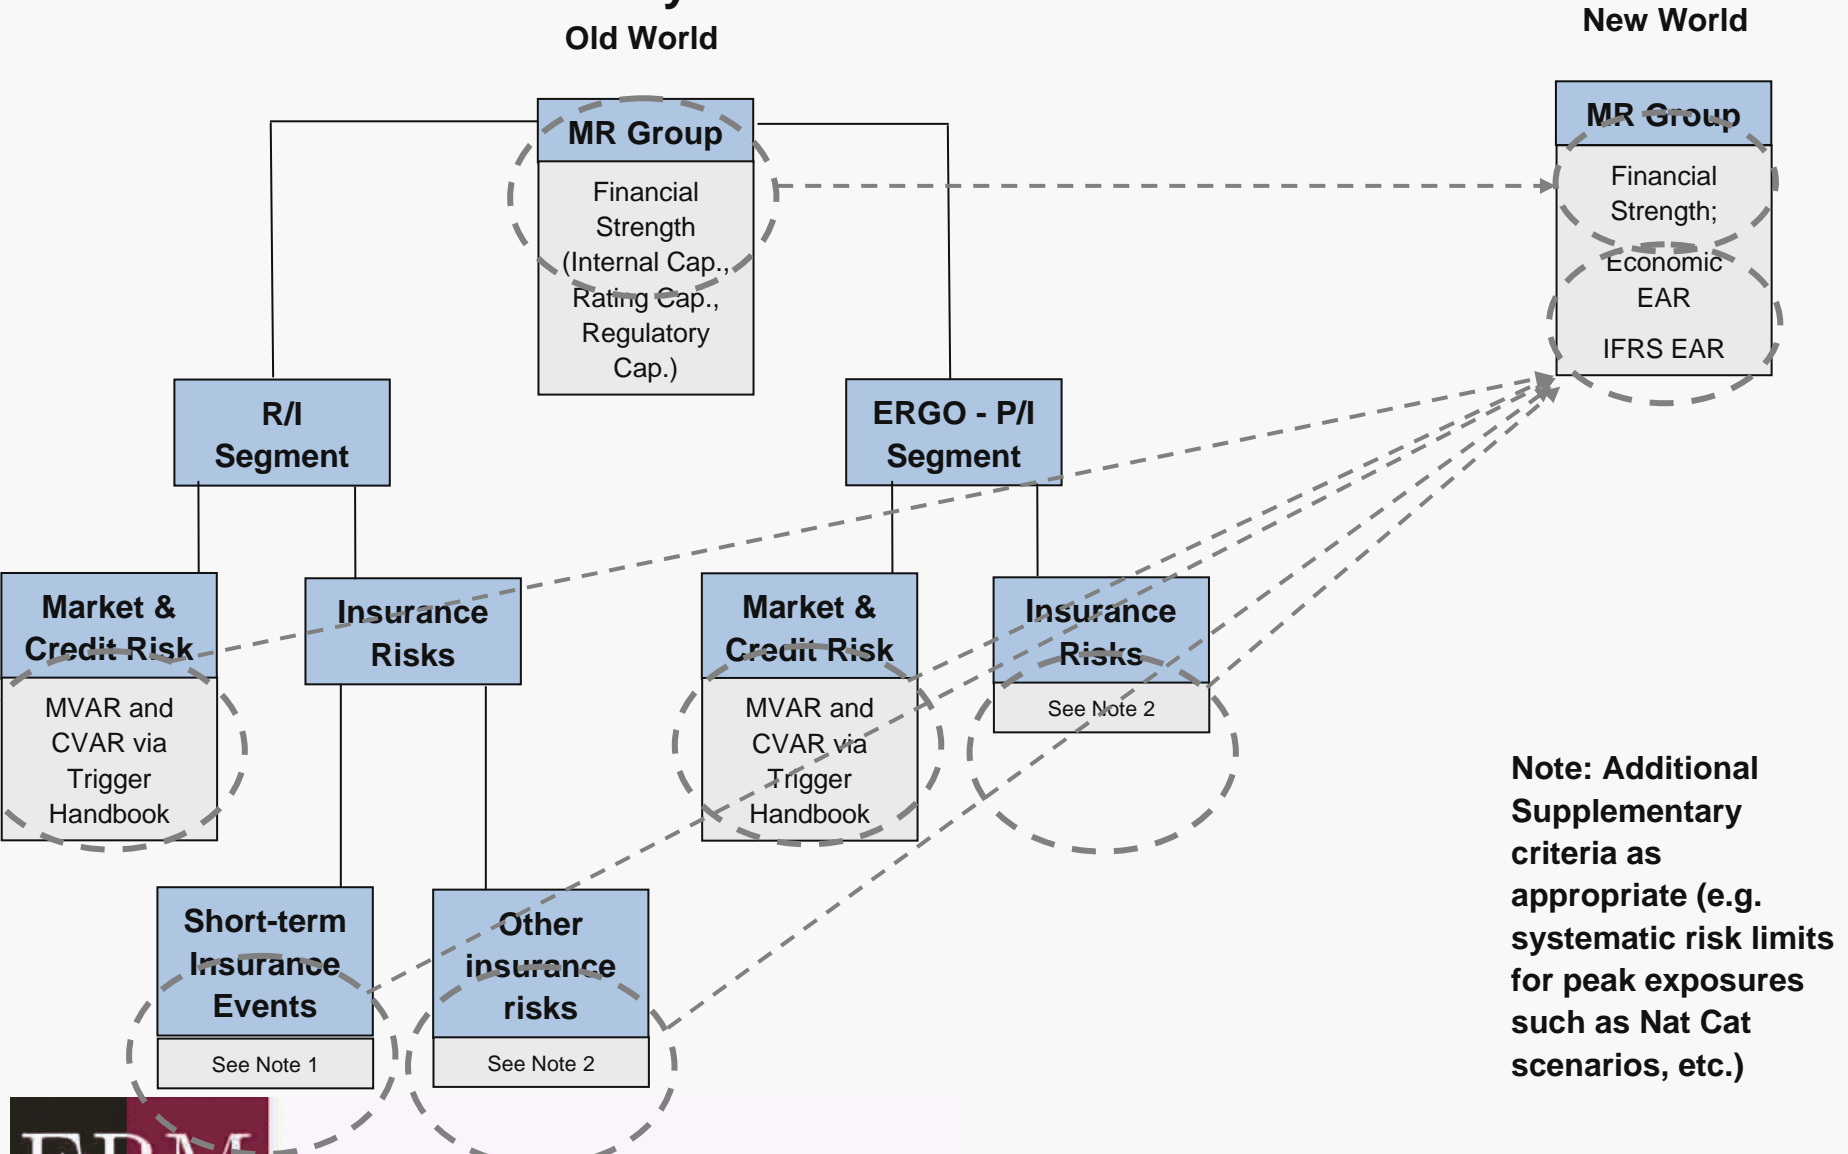 Old World
New World
MR Group
Financial
Strength
(Internal Cap.,
Rating Cap.,
Regulatory
Cap.)
MR Group
Financial
Strength;
Economic
EAR
IFRS EAR
R/I
Segment
ERGO - P/I
Segment
Market &
Credit Risk
MVAR and
CVAR via
Trigger
Handbook
Insurance
Risks
Market &
Credit Risk
MVAR and
CVAR via
Trigger
Handbook
Insurance
Risks
See Note 2
Short-term
Insurance
Events
See Note 1
Other
insurance
risks
See Note 2
Note: Additional
Supplementary
criteria as
appropriate (e.g.
systematic risk limits
for peak exposures
such as Nat Cat
scenarios, etc.)
ERM